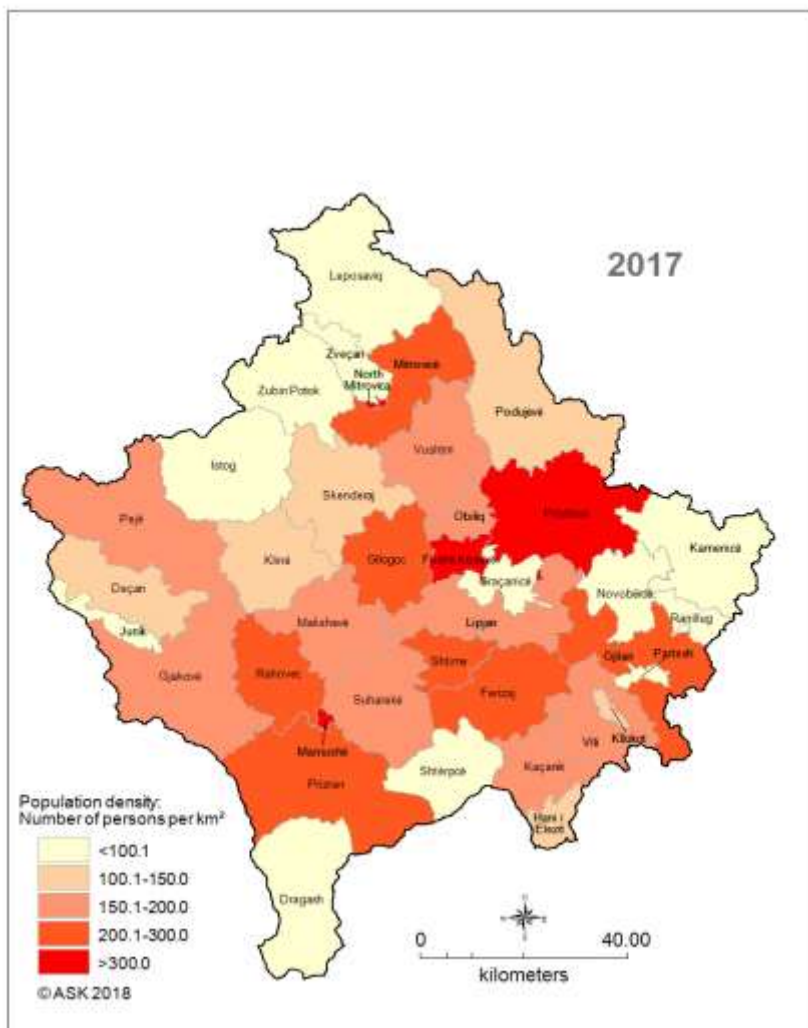 2017
Leposaviq
Zveçan
North
Mitrovica
Mitrovicë
Zubin Potok
Podujevë
Vushtrri
Istog
Skenderaj
Obiliq
Prishtinë
Pejë
Klinë
Gllogoc
Graçanicë
Kamenicë
Deçan
Novobërdë
Ranillug
Junik
Malishevë
Lipjan
Gjakovë
Rahovec
Shtime
Gjilan
Partesh
Suharekë
Ferizaj
Mamushë
Viti
Kllokot
Prizren
Shtërpcë
Kaçanik
Hani i
Elezit
Dragash
Population density:
Number of persons per km²
<100.1
100.1-150.0
150.1-200.0
200.1-300.0
>300.0
© ASK 2018
0 40.00
kilometers